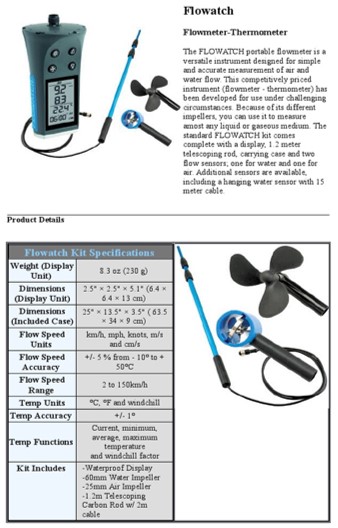 Flowatch
Flowmeter-Thermometer
The FLOWATCH portable flowmeter is a
versatile instrument designed for simple
and accurate measurement of air and
water flow. This competitively priced
instrument (flowmeter - thermometer) has
been developed for use under challenging
circumstances. Because of its different
impellers, you can use it to measure
amost any liquid or gaseous medium. The
standard FLOWATCH kit comes
complete with a display, 1.2 meter
telescoping rod, carrying case and two
flow sensors; one for water and one for
air. Additional sensors are available,
including a hanging water sensor with 15
meter cable.
Product Details
Flowatch Kit Specifications
Weight (Display Unit) 8.3 oz (230 g)
Dimensions (Display Unit) 2.5" × 2.5" × 5.1" (6.4 × 6.4 × 13 cm)
Dimensions (Included Case) 25" × 13.5" × 3.5" (63.5 × 34 × 9 cm)
Flow Speed Units km/h, mph, knots, m/s and cm/s
Flow Speed Accuracy +/- 5 % from - 10° to + 50°C
Flow Speed Range 2 to 150km/h
Temp Units °C, °F and windchill
Temp Accuracy +/- 1°
Temp Functions Current, minimum, average, maximum temperature and windchill factor
Kit Includes -Waterproof Display
-60mm Water Impeller
-25mm Air Impeller
-1.2m Telescoping
Carbon Rod w/ 2m
cable